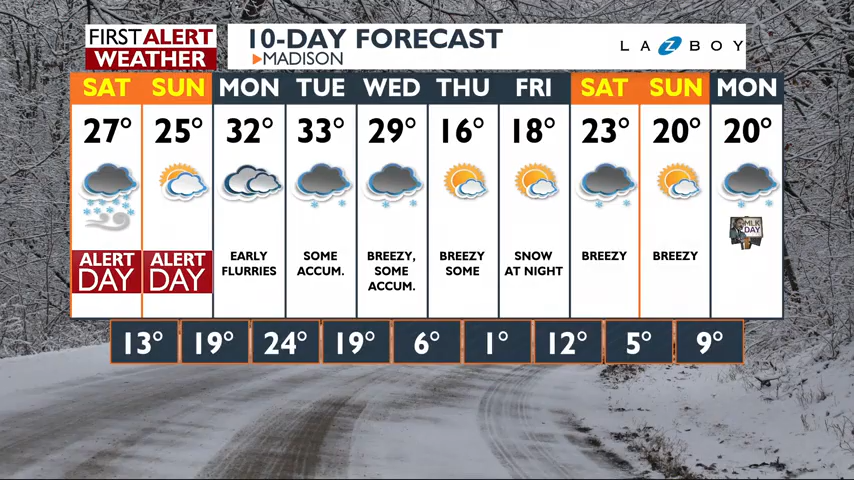 FIRST ALERT
WEATHER
10-DAY FORECAST
MADISON
LA Z BOY
SAT SUN MON TUE WED THU FRI SAT SUN MON
27° 25° 32° 33° 29° 16° 18° 23° 20° 20°
MLK
DAY
ALERT
DAY
ALERT
DAY
EARLY
FLURRIES
SOME
ACCUM.
BREEZY,
SOME
ACCUM.
BREEZY
SOME
SNOW
AT NIGHT
BREEZY
BREEZY
13° 19° 24° 19° 6° 1° 12° 5° 9°